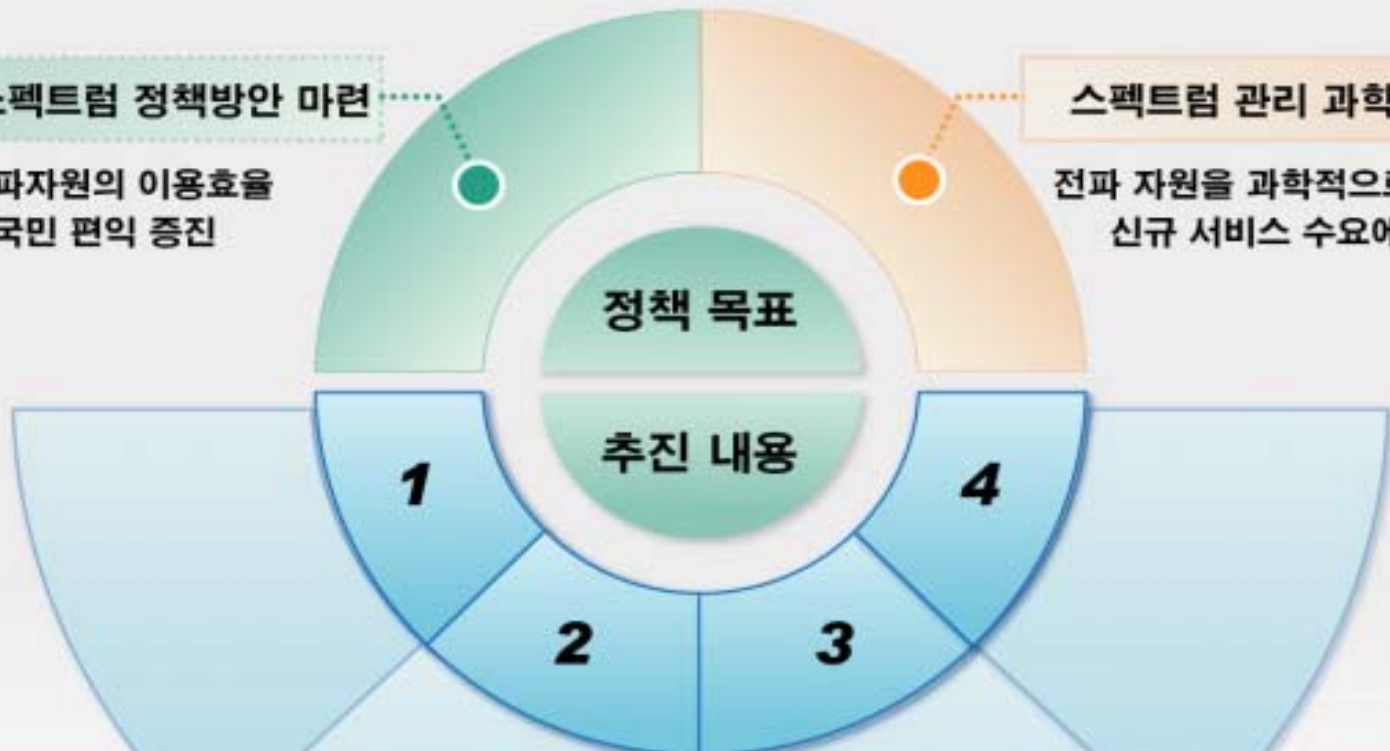 스펙트럼 정책방안 마련
파자원의 이용효율
국민 편익 증진
스펙트럼 관리 과학
전파 자원을 과학적으로
신규 서비스 수요에
정책 목표
추진 내용
1
2
3
4